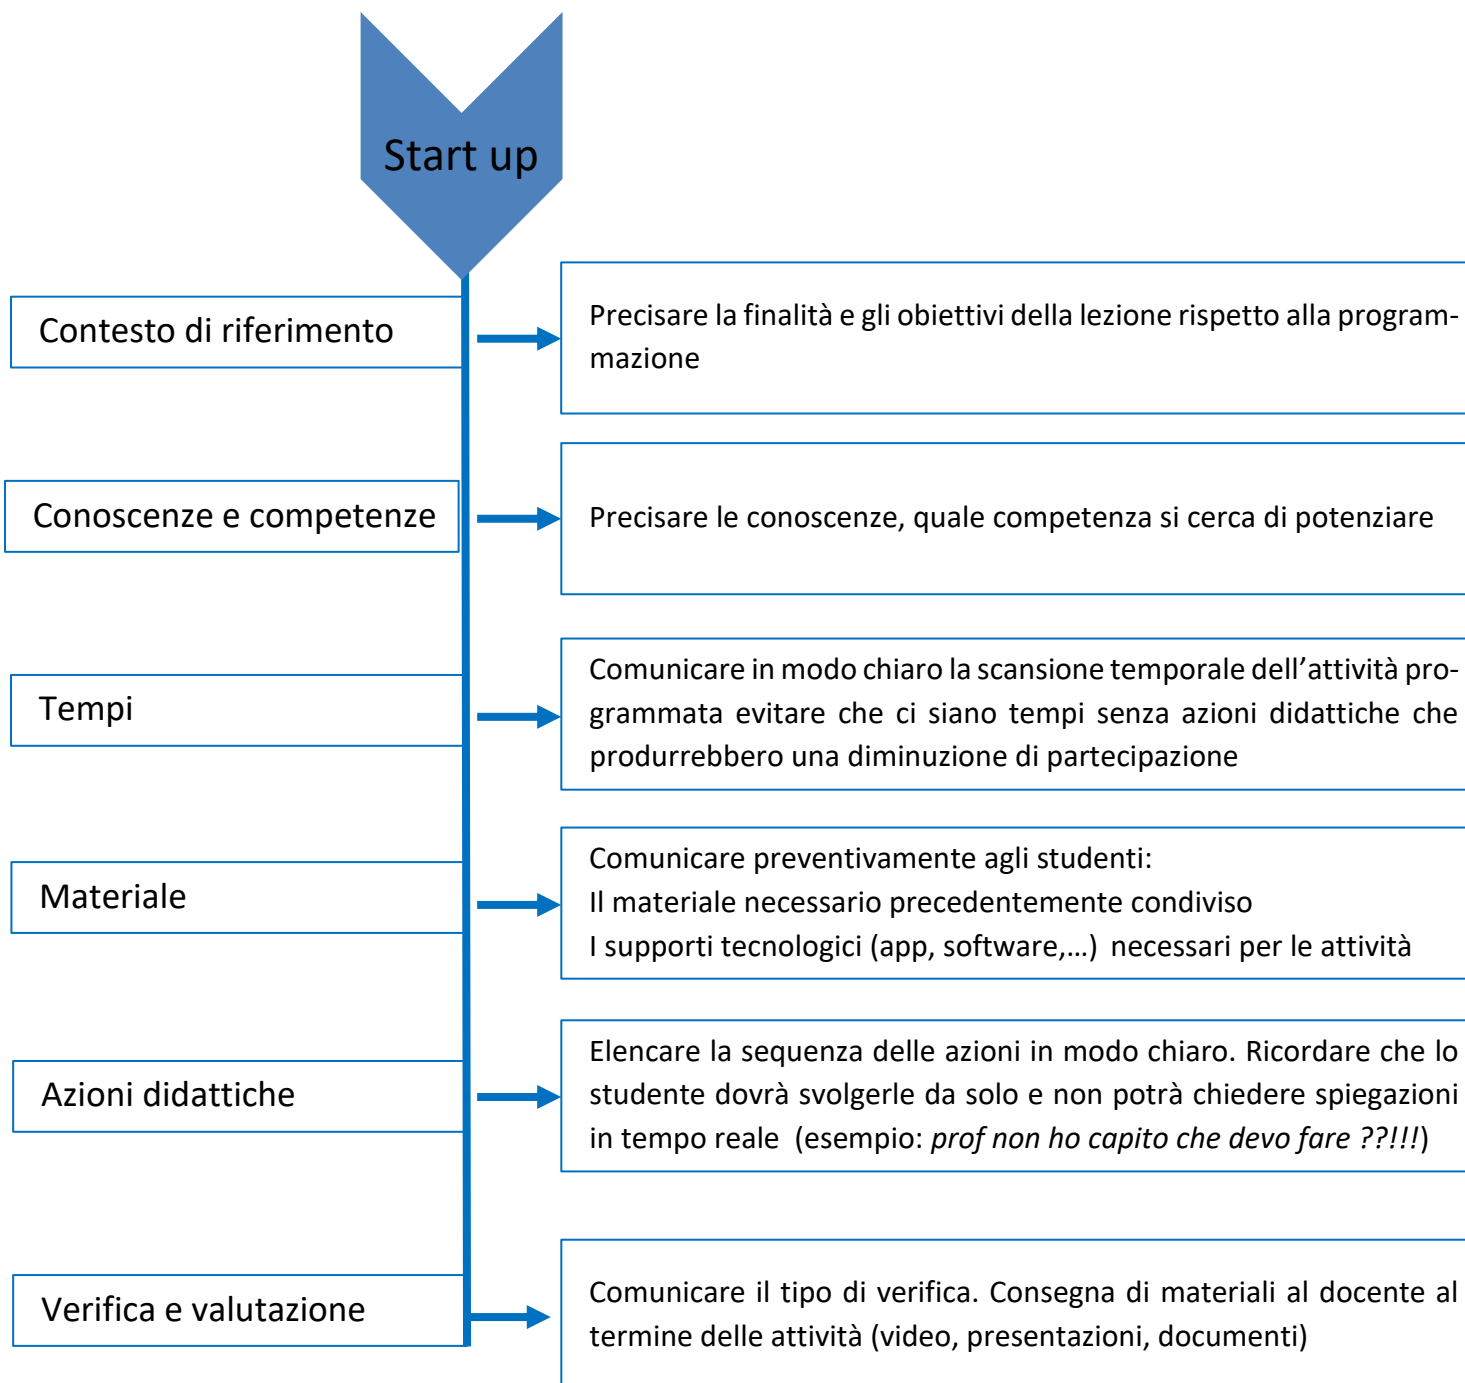 Start up
Contesto di riferimento
Precisare la finalità e gli obiettivi della lezione rispetto alla program-
mazione
Conoscenze e competenze
Precisare le conoscenze, quale competenza si cerca di potenziare
Tempi
Comunicare in modo chiaro la scansione temporale dell’attività pro-
grammata evitare che ci siano tempi senza azioni didattiche che
produrrebbero una diminuzione di partecipazione
Materiale
Comunicare preventivamente agli studenti:
Il materiale necessario precedentemente condiviso
I supporti tecnologici (app, software,…) necessari per le attività
Azioni didattiche
Elencare la sequenza delle azioni in modo chiaro. Ricordare che lo
studente dovrà svolgerle da solo e non potrà chiedere spiegazioni
in tempo reale (esempio: prof non ho capito che devo fare ??!!!)
Verifica e valutazione
Comunicare il tipo di verifica. Consegna di materiali al docente al
termine delle attività (video, presentazioni, documenti)